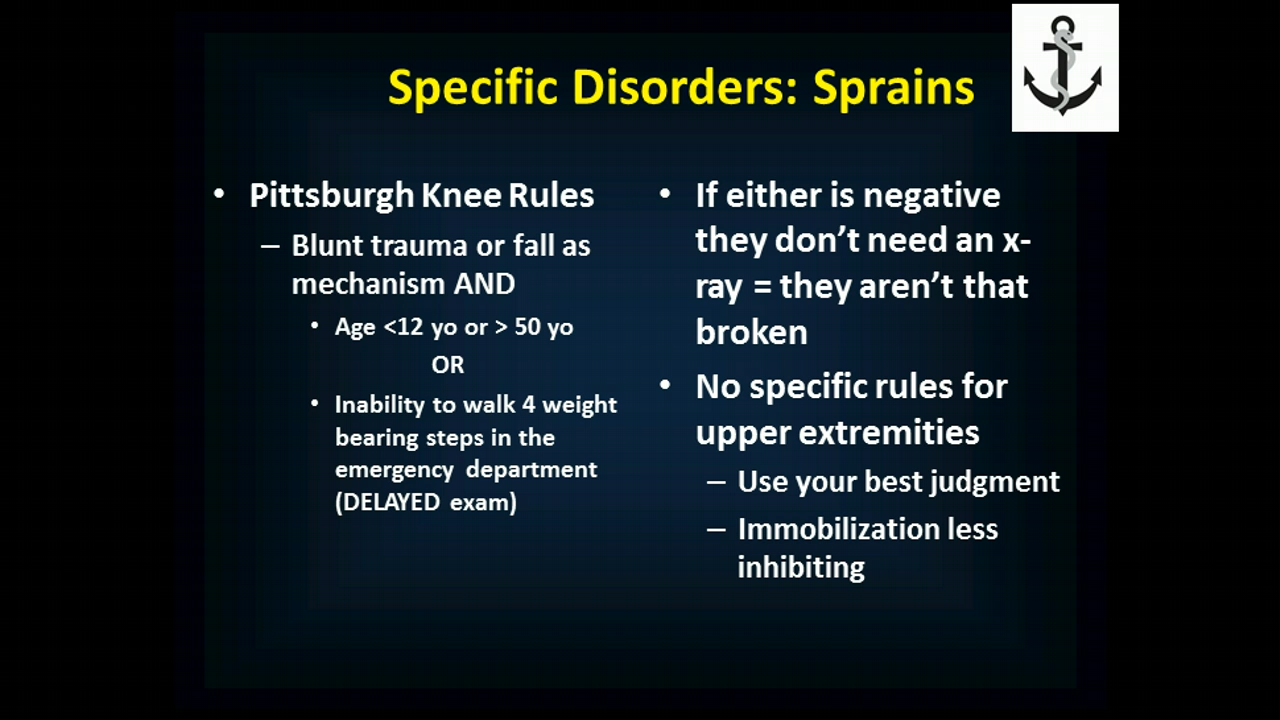 Specific Disorders: Sprains
• Pittsburgh Knee Rules
– Blunt trauma or fall as
mechanism AND
• Age <12 yo or > 50 yo
OR
• Inability to walk 4 weight
bearing steps in the
emergency department
(DELAYED exam)
• If either is negative
they don’t need an x-
ray = they aren’t that
broken
• No specific rules for
upper extremities
– Use your best judgment
– Immobilization less
inhibiting